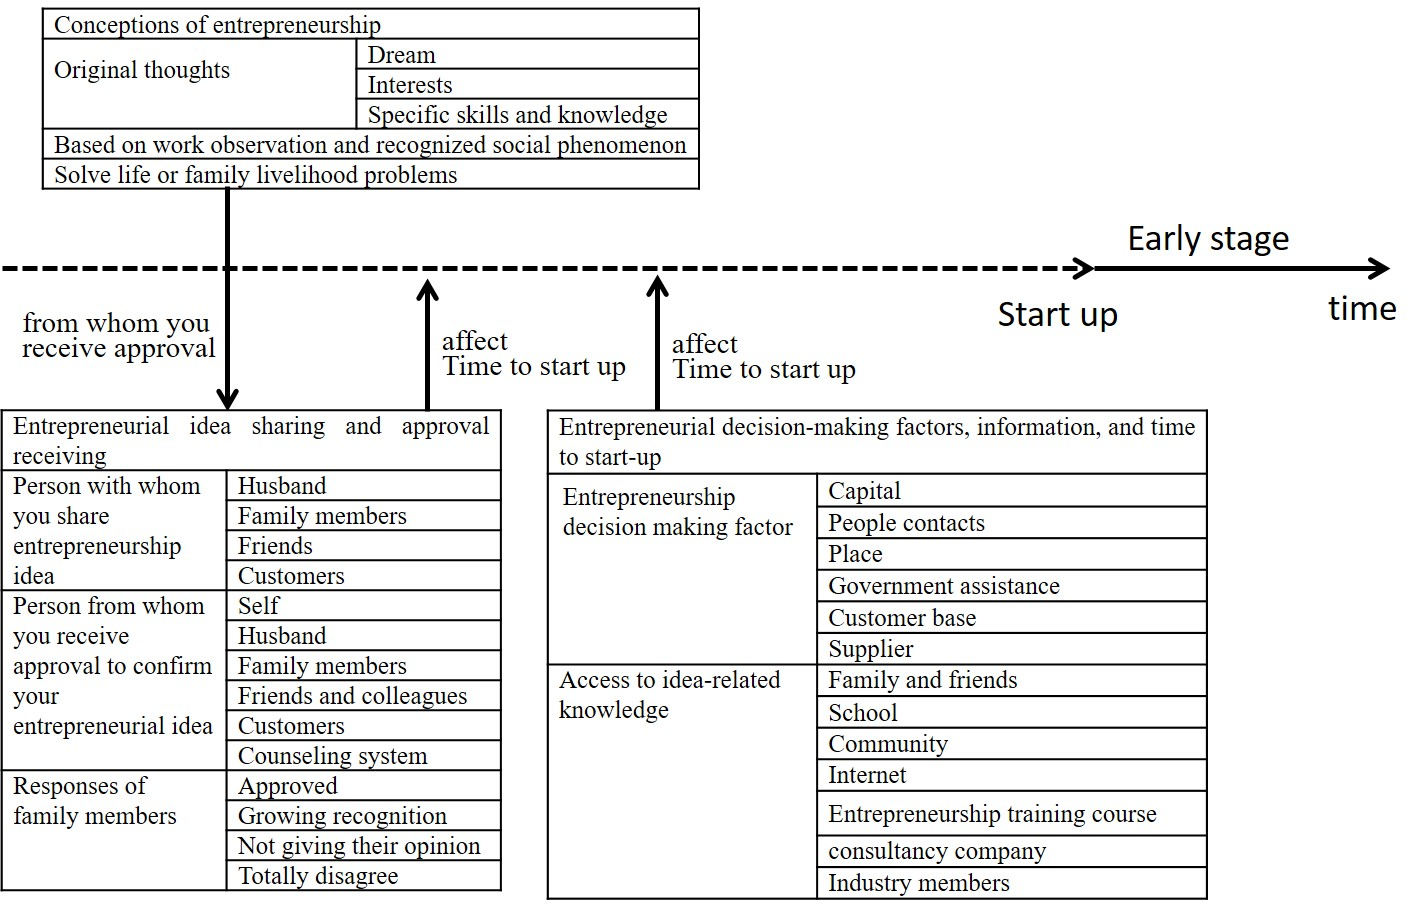 Conceptions of entrepreneurship
Original thoughts
Dream
Interests
Specific skills and knowledge
Based on work observation and recognized social phenomenon
Solve life or family livelihood problems
Early stage
Start up
time
from whom you
receive approval
affect
Time to start up
affect
Time to start up
Entrepreneurial idea sharing and approval
receiving
Person with whom
you share
entrepreneurship
idea
Husband
Family members
Friends
Customers
Person from whom
you receive
approval to confirm
your
entrepreneurial idea
Self
Husband
Family members
Friends and colleagues
Customers
Counseling system
Responses of
family members
Approved
Growing recognition
Not giving their opinion
Totally disagree
Entrepreneurial decision-making factors, information, and time
to start-up
Entrepreneurship
decision making factor
Capital
People contacts
Place
Government assistance
Customer base
Supplier
Access to idea-related
knowledge
Family and friends
School
Community
Internet
Entrepreneurship training course
consultancy company
Industry members